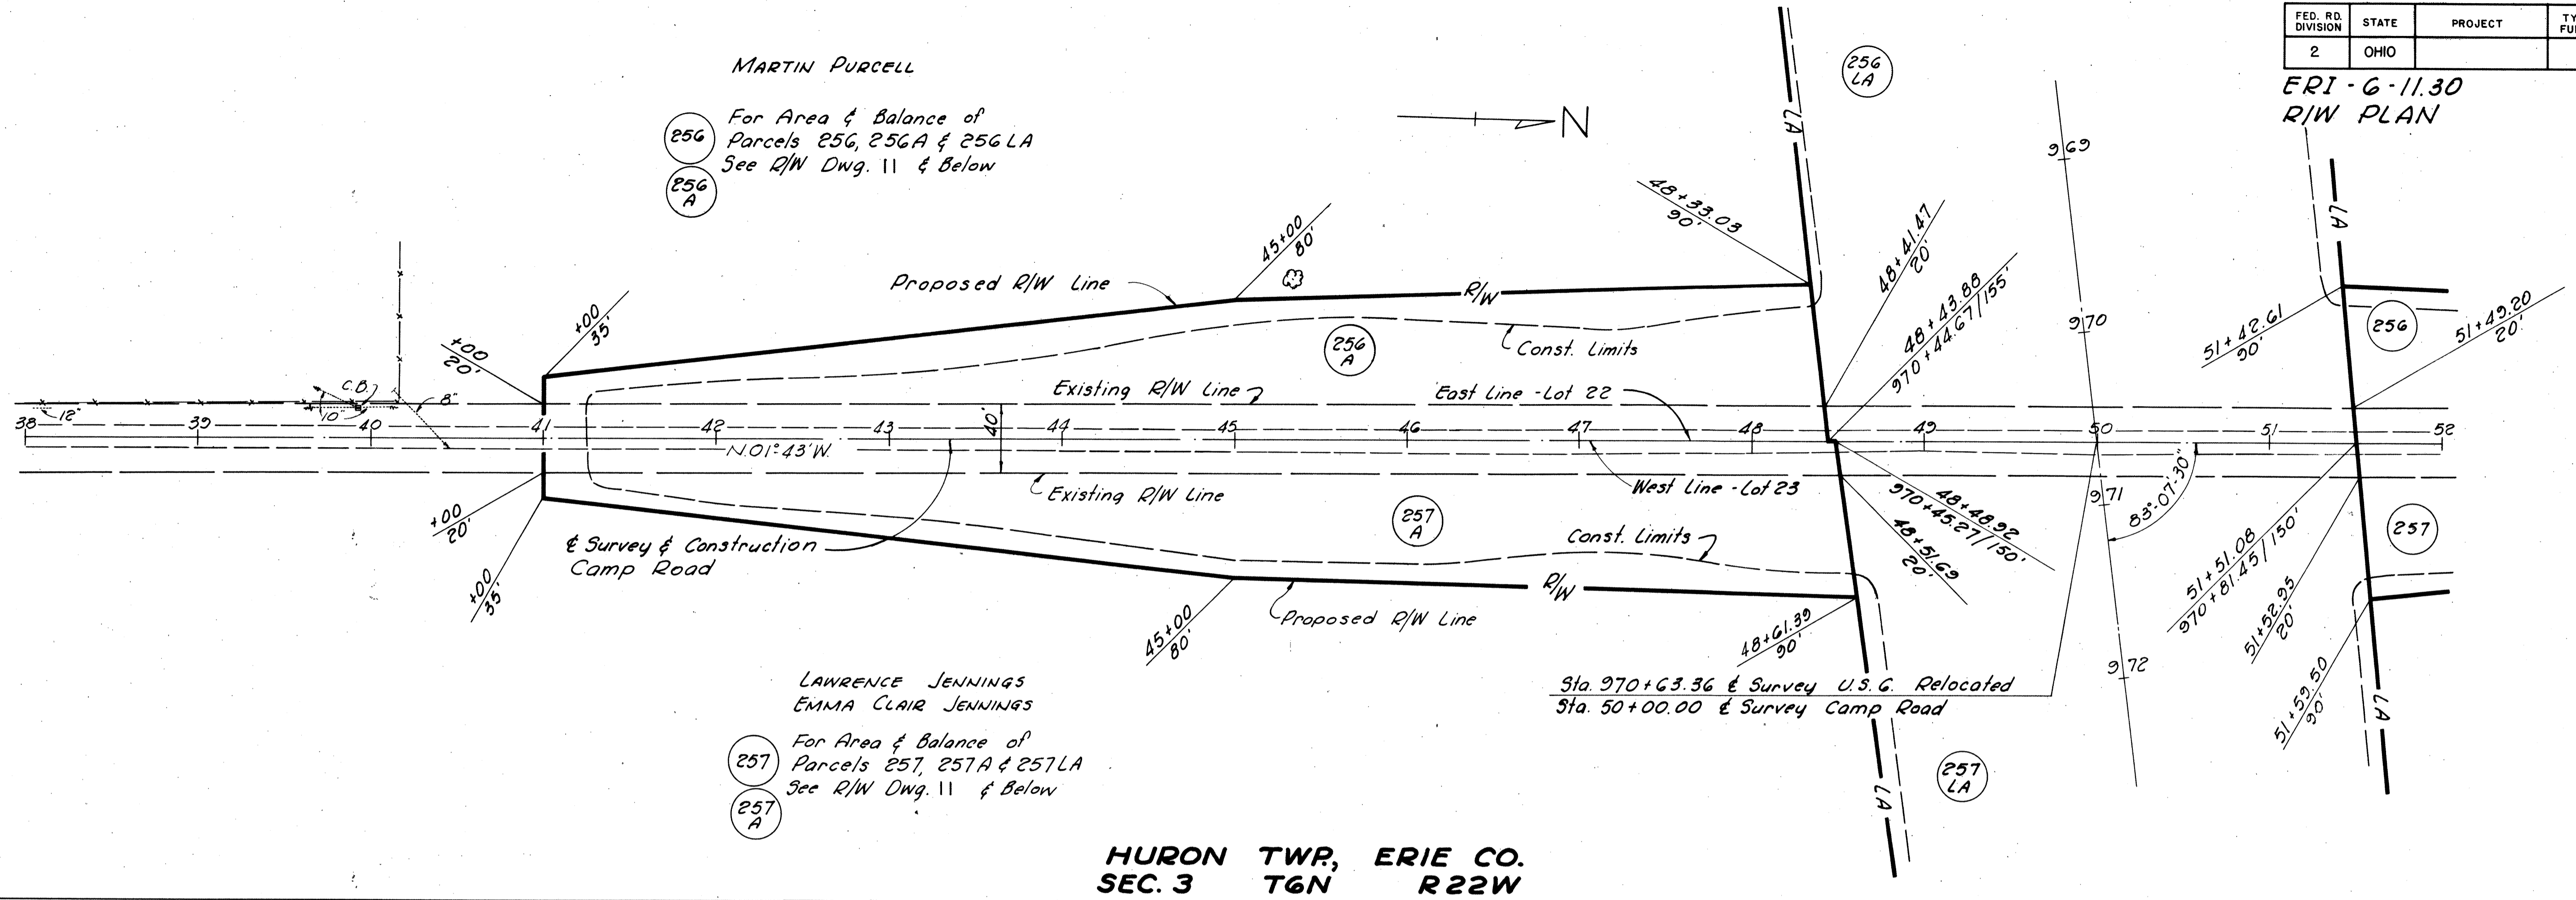 FED. RD. DIVISION STATE PROJECT
2 OHIO
ERI - 6 - 11.30
R/W PLAN
MARTIN PURCELL
256
For Area & Balance of
Parcels 256, 256A & 256 LA
See R/W Dwg. 11 & Below
256 A
N
256 LA
LA
LA
969
970
971
972
48+33.03
90'
48+41.47
20'
48+43.88
970+44.67/155'
45+00
80'
Proposed R/W Line
R/W
+00
35'
+00
20'
256 A
Const. Limits
51+42.61
90'
256
51+49.20
20'
C.B.
12"
10"
8"
Existing R/W Line
East Line - Lot 22
40'
38 39 40 41 42 43 44 45 46 47 48 49 50 51 52
N.01°43'W.
Existing R/W Line
West Line - Lot 23
83°-07'-30"
+00
20'
+00
35'
℄ Survey & Construction
Camp Road
257 A
Const. Limits
48+48.92
970+45.27/150'
48+51.69
20'
257
51+51.08
970+81.45/150'
51+52.95
20'
51+59.50
90'
45+00
80'
Proposed R/W Line
R/W
48+61.39
90'
Sta. 970+63.36 ℄ Survey U.S. 6. Relocated
Sta. 50+00.00 ℄ Survey Camp Road
LA
LA
257 LA
LAWRENCE JENNINGS
EMMA CLAIR JENNINGS
257
For Area & Balance of
Parcels 257, 257A & 257LA
See R/W Dwg. 11 & Below
257 A
HURON TWP., ERIE CO.
SEC. 3 T6N R22W